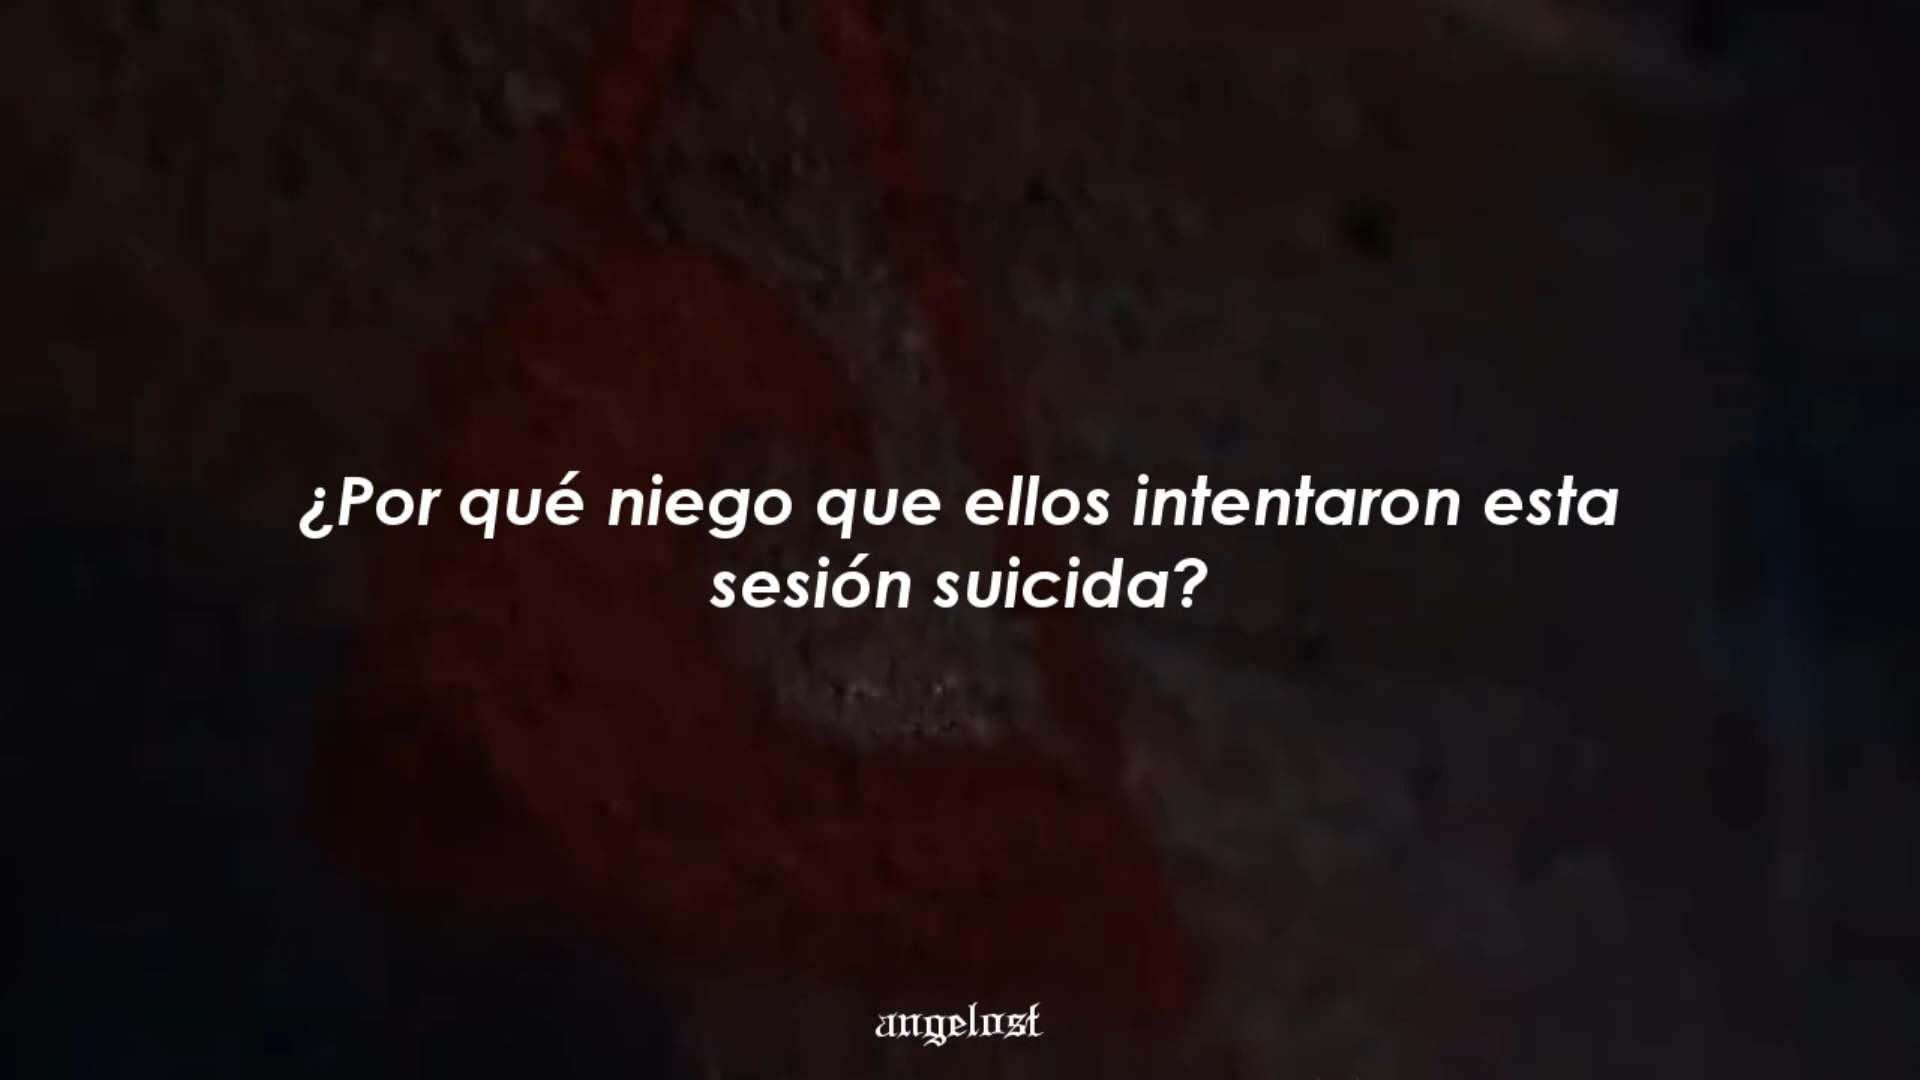 ¿Por qué niego que ellos intentaron esta
sesión suicida?
angelost